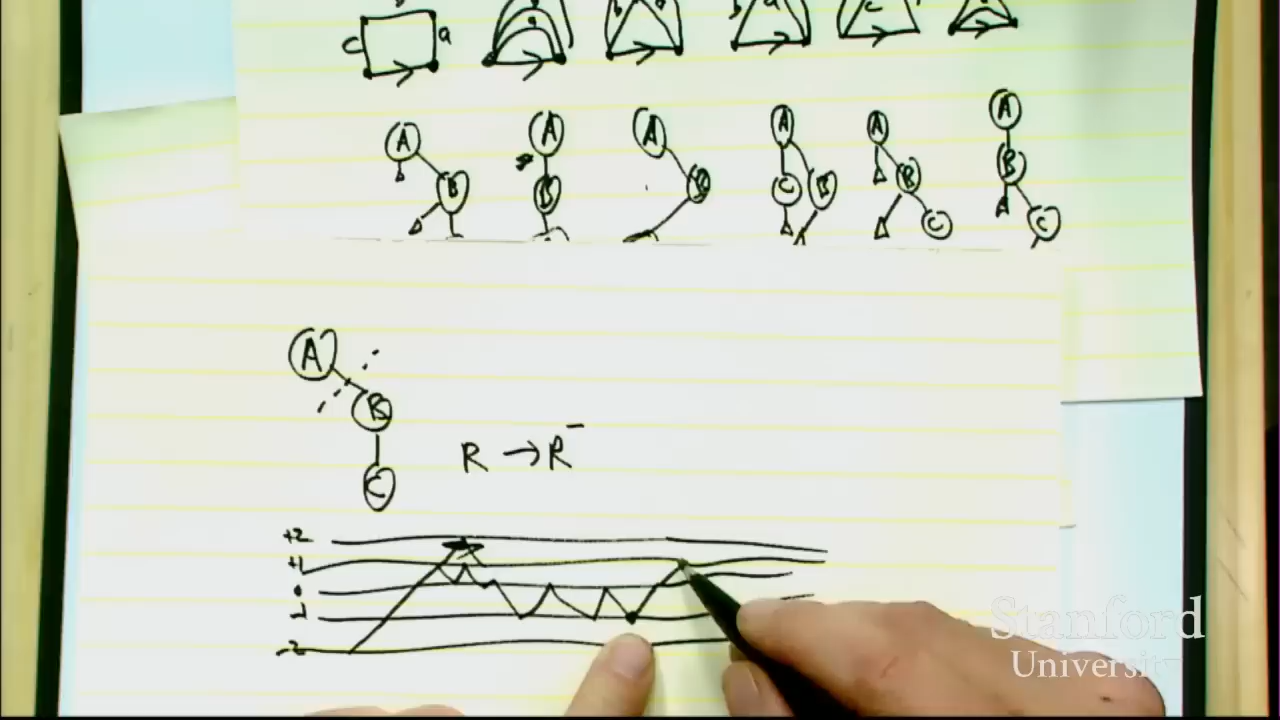 c a
b a b a c
A A A A A A
B B B C B B B
C C
A
B
C
R → R⁻
+2
+1
0
-1
-2
Stanford
University